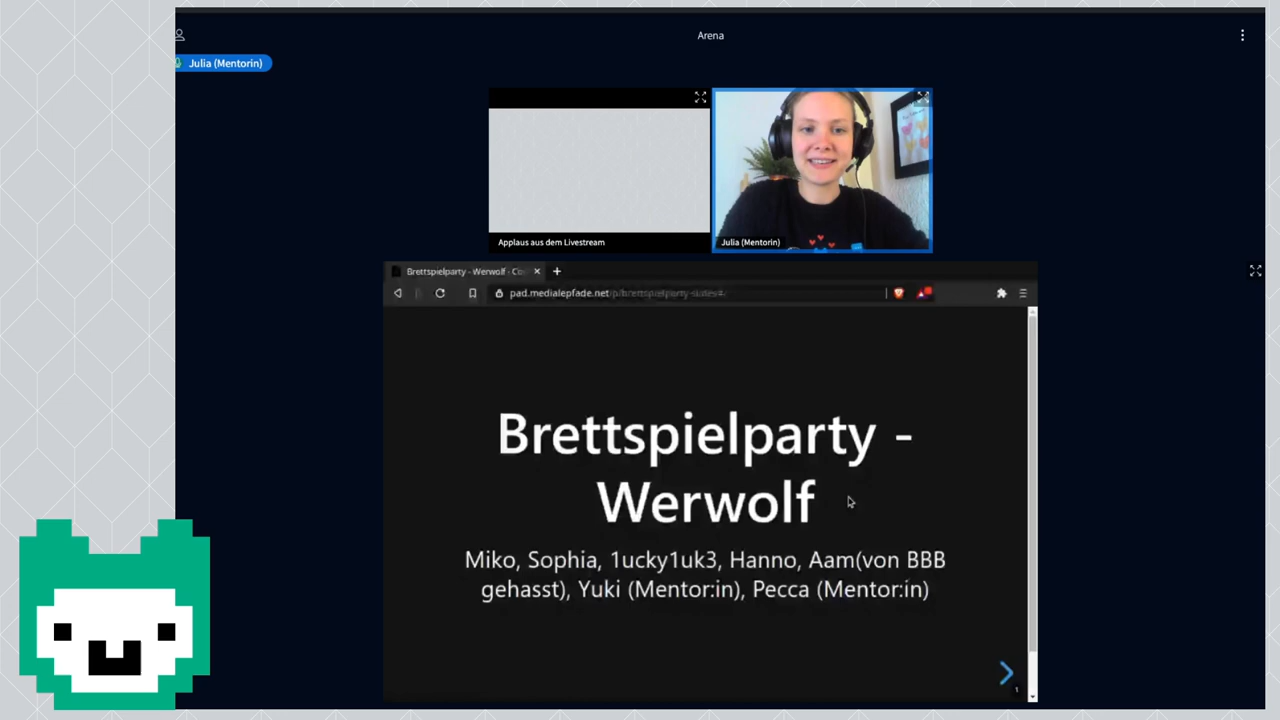 Arena
Julia (Mentorin)
Applaus aus dem Livestream
Julia (Mentorin)
Brettspielparty - Werwolf - Co
pad.medialepfade.net
Brettspielparty -
Werwolf
Miko, Sophia, 1ucky1uk3, Hanno, Aam(von BBB
gehasst), Yuki (Mentor:in), Pecca (Mentor:in)
1